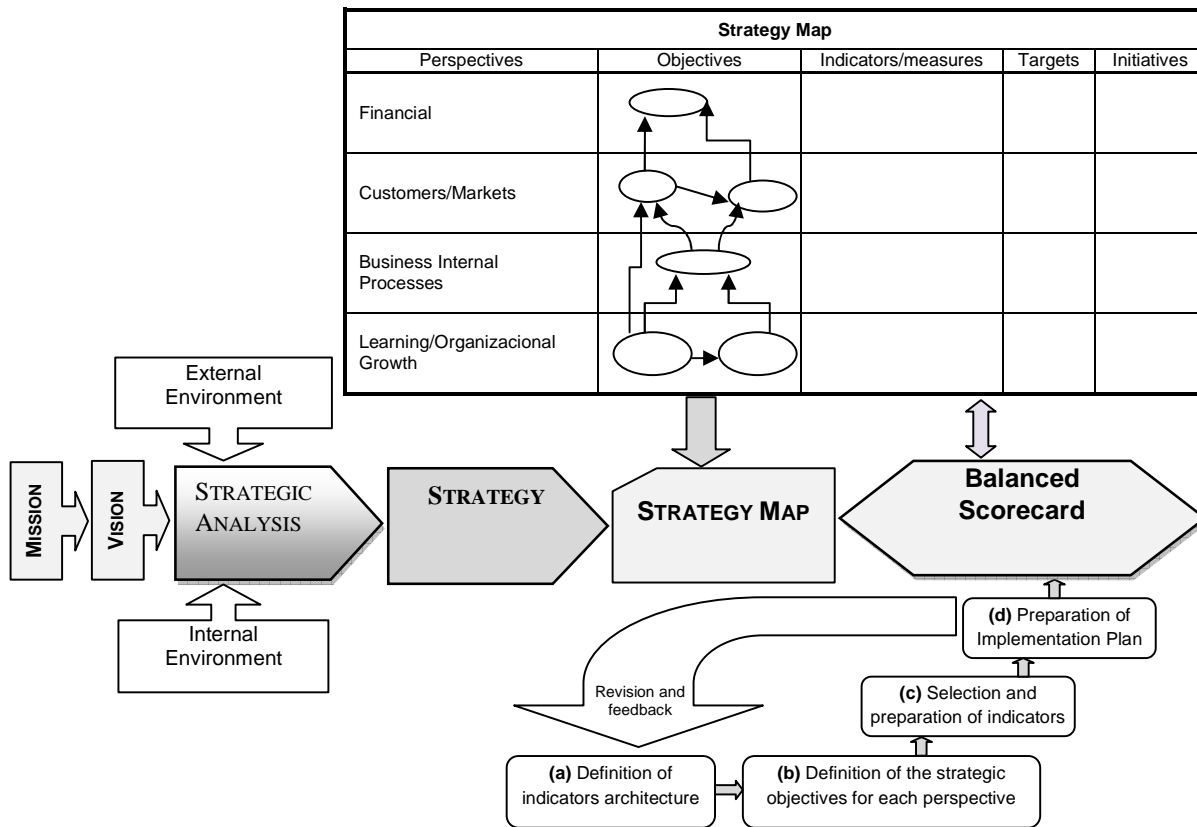 Strategy Map
Perspectives Objectives Indicators/measures Targets Initiatives
Financial
Customers/Markets
Business Internal
Processes
Learning/Organizacional
Growth
External
Environment
MISSION
VISION
STRATEGIC
ANALYSIS
STRATEGY
STRATEGY MAP
Balanced
Scorecard
Internal
Environment
(d) Preparation of
Implementation Plan
(c) Selection and
preparation of indicators
Revision and
feedback
(a) Definition of
indicators architecture
(b) Definition of the strategic
objectives for each perspective